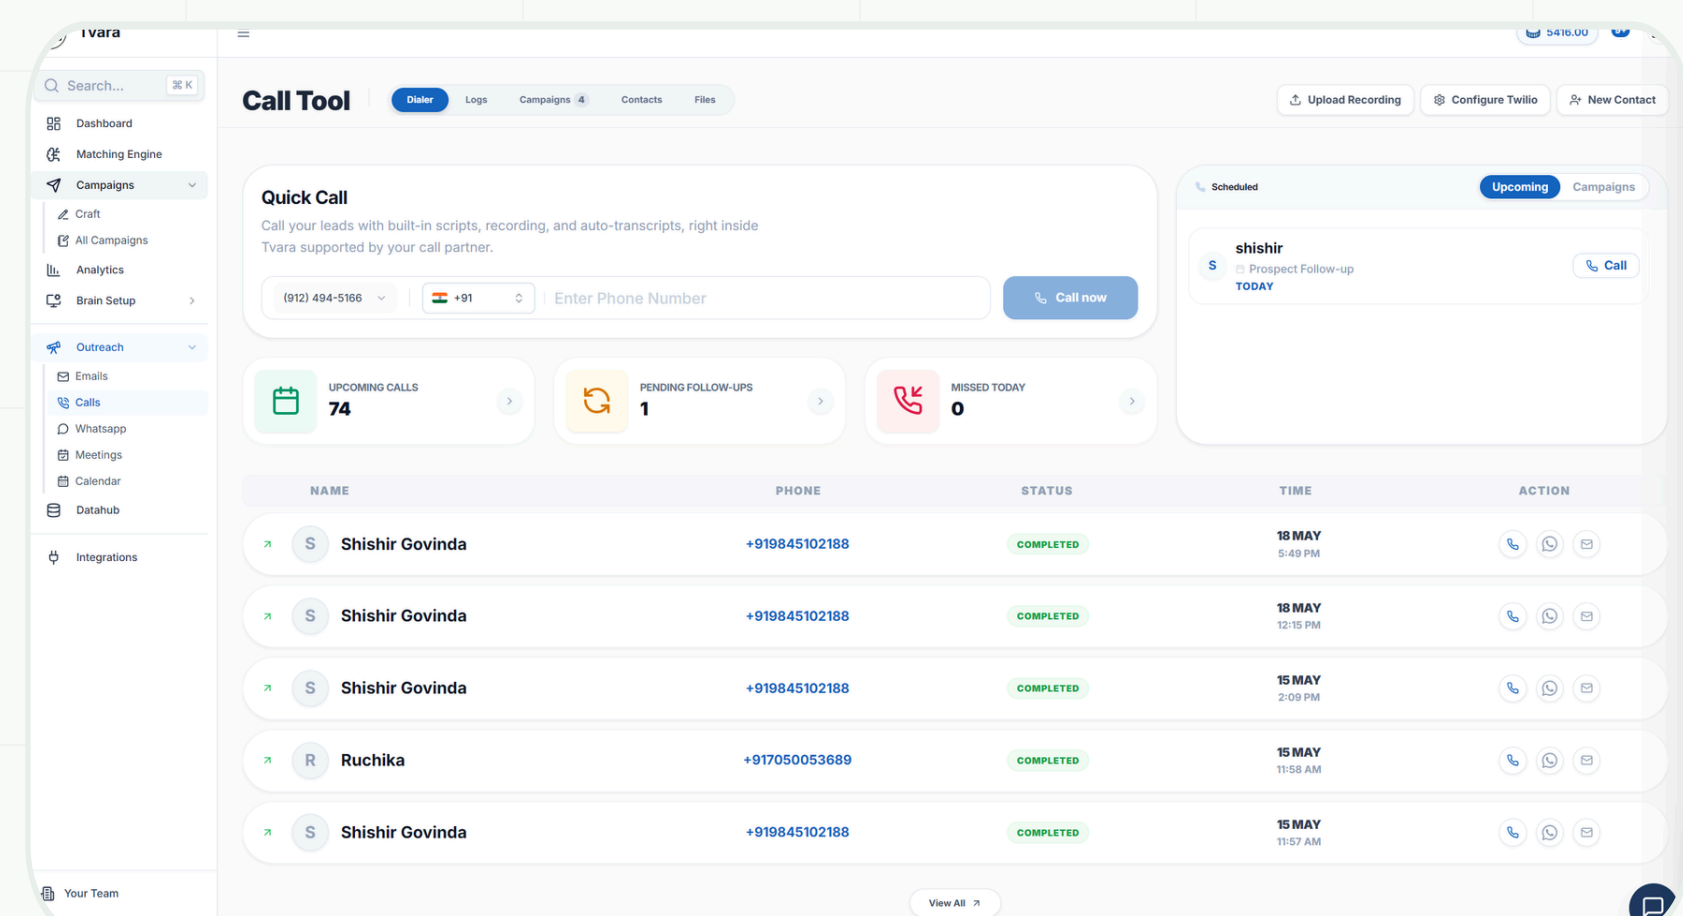 Tvara
5416.00
Search...
⌘ K
Dashboard
Matching Engine
Campaigns
Craft
All Campaigns
Analytics
Brain Setup
Outreach
Emails
Calls
Whatsapp
Meetings
Calendar
Datahub
Integrations
Your Team
Call Tool
Dialer
Logs
Campaigns 4
Contacts
Files
Upload Recording
Configure Twilio
New Contact
Quick Call
Call your leads with built-in scripts, recording, and auto-transcripts, right inside
Tvara supported by your call partner.
(912) 494-5166
+91
Enter Phone Number
Call now
UPCOMING CALLS
74
PENDING FOLLOW-UPS
1
MISSED TODAY
0
Scheduled
Upcoming
Campaigns
S
shishir
Prospect Follow-up
TODAY
Call
NAME PHONE STATUS TIME ACTION
S Shishir Govinda +919845102188 COMPLETED 18 MAY
5:49 PM
S Shishir Govinda +919845102188 COMPLETED 18 MAY
12:15 PM
S Shishir Govinda +919845102188 COMPLETED 15 MAY
2:09 PM
R Ruchika +917050053689 COMPLETED 15 MAY
11:58 AM
S Shishir Govinda +919845102188 COMPLETED 15 MAY
11:57 AM
View All